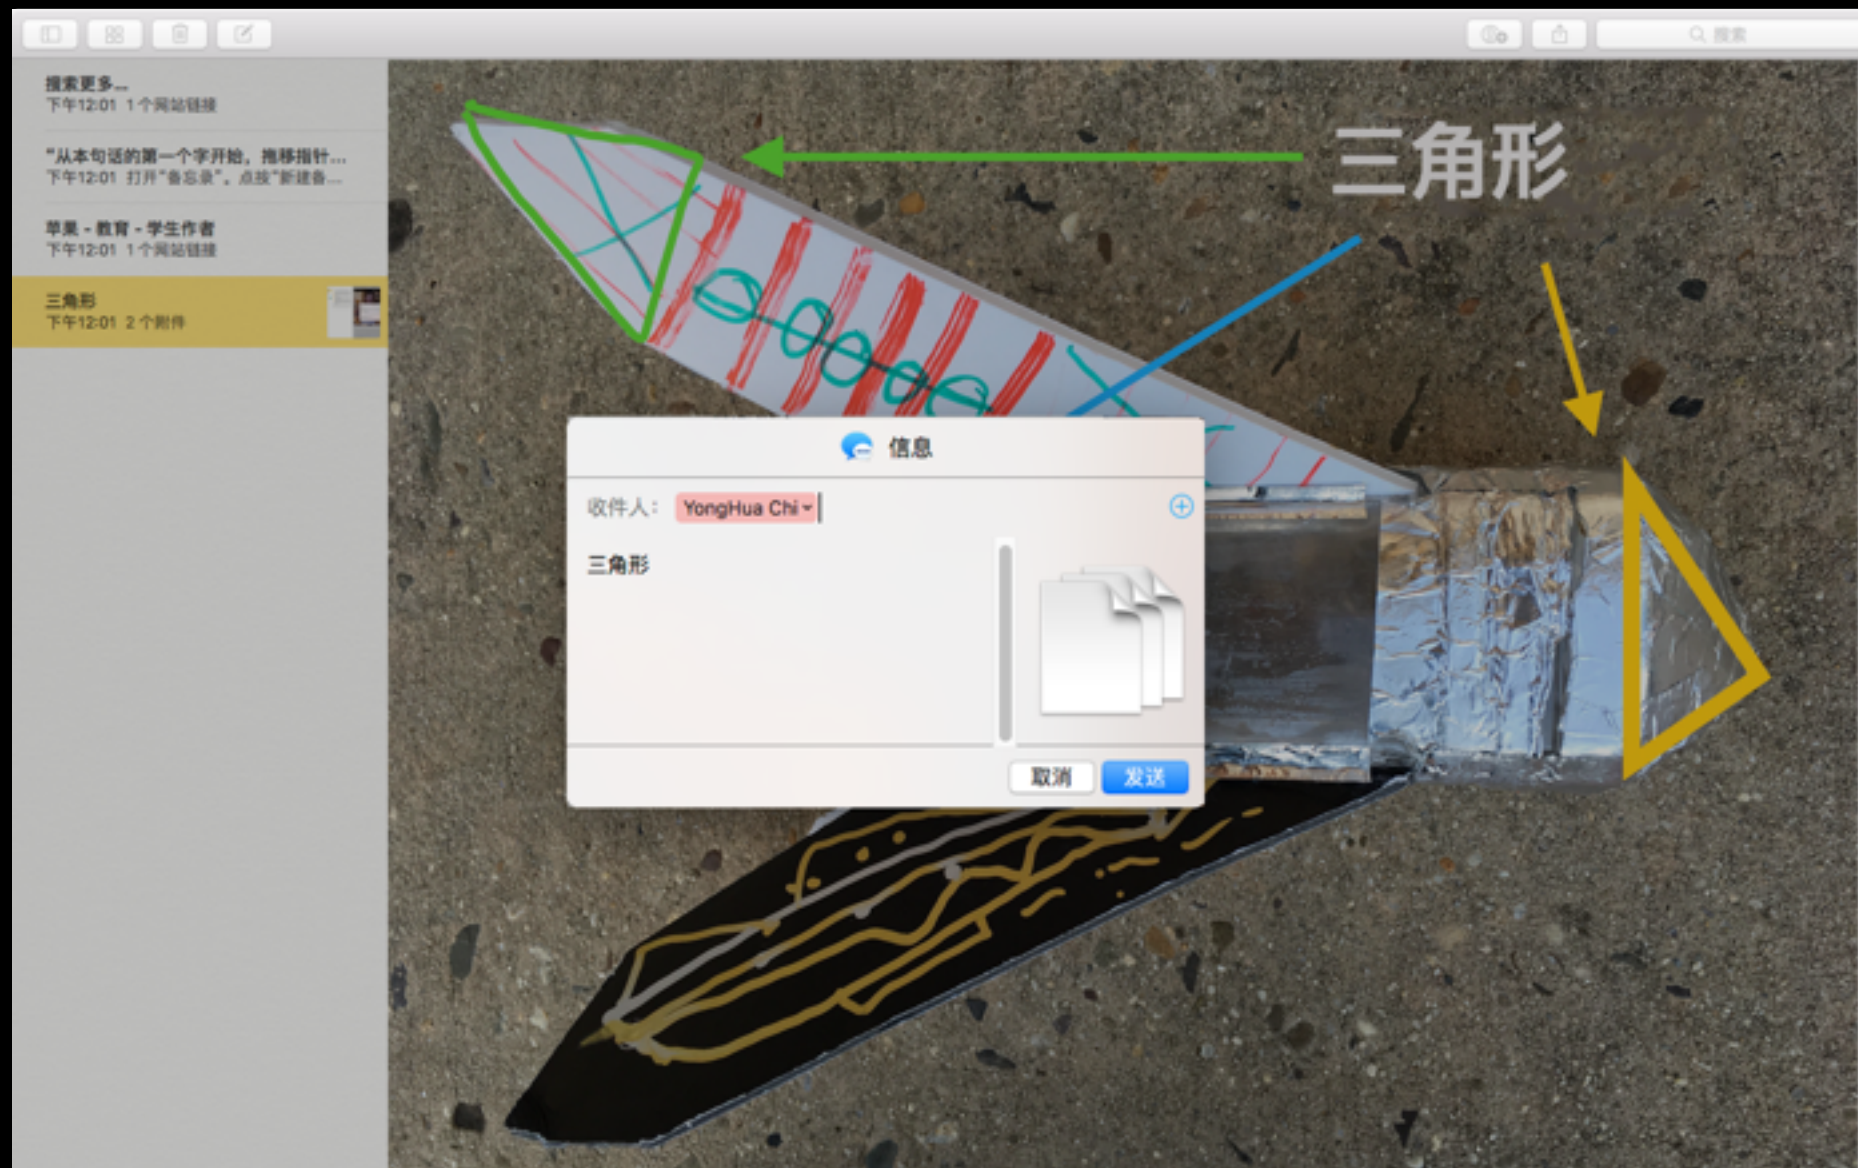 搜索
搜索更多...
下午12:01 1个网站链接
“从本句话的第一个字开始，拖移指针...
下午12:01 打开“备忘录”。点按“新建备...
苹果 - 教育 - 学生作者
下午12:01 1个网站链接
三角形
下午12:01 2个附件
三角形
信息
收件人： YongHua Chi
三角形
取消 发送